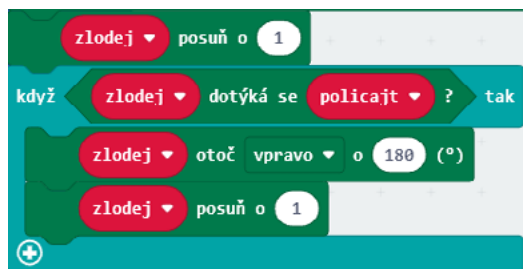 zlodej posuň o 1
když zlodej dotýká se policajt ? tak
zlodej otoč vpravo o 180 (°)
zlodej posuň o 1